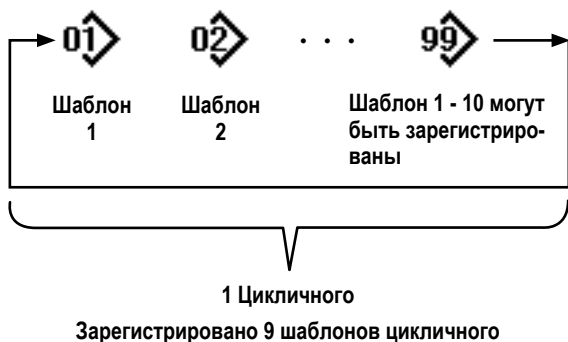 01 02 . . . 99
Шаблон 1
Шаблон 2
Шаблон 1 - 10 могут
быть зарегистриро-
ваны
1 Цикличного
Зарегистрировано 9 шаблонов цикличного